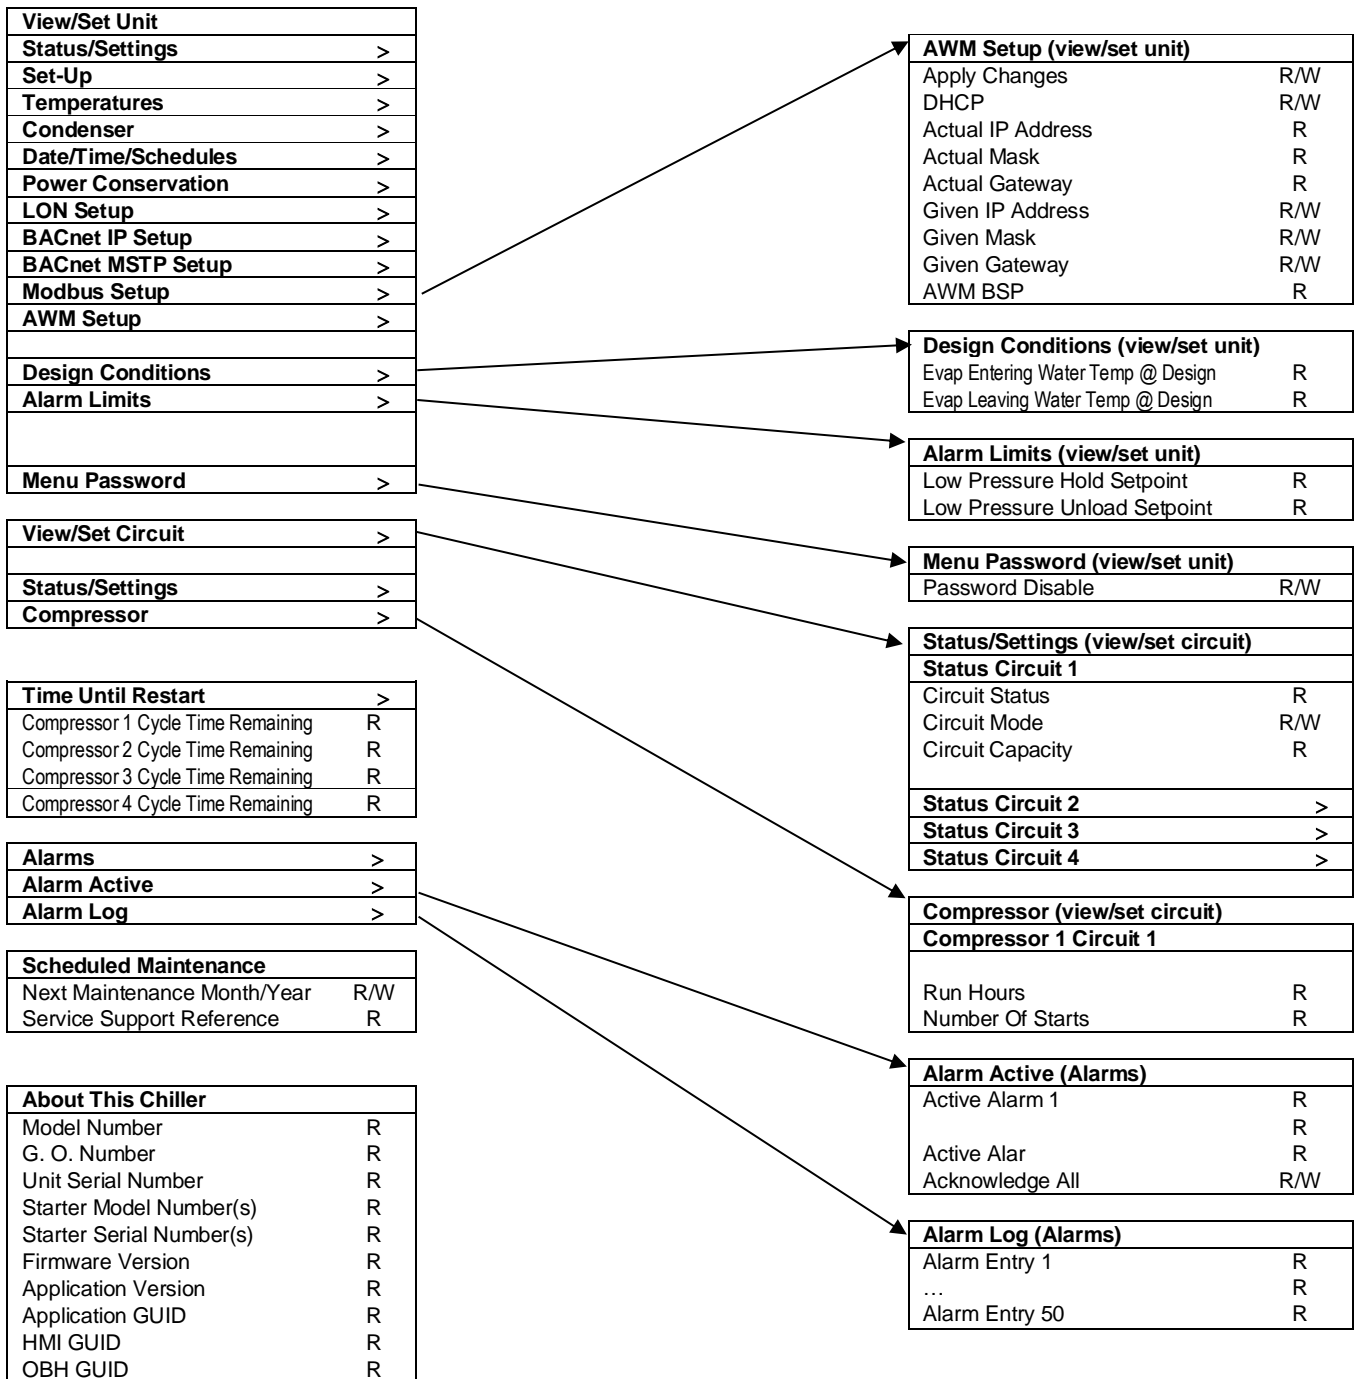 View/Set Unit
Status/Settings >
Set-Up >
Temperatures >
Condenser >
Date/Time/Schedules >
Power Conservation >
LON Setup >
BACnet IP Setup >
BACnet MSTP Setup >
Modbus Setup >
AWM Setup >
Design Conditions >
Alarm Limits >
Menu Password >
View/Set Circuit >
Status/Settings >
Compressor >
Time Until Restart >
Compressor 1 Cycle Time Remaining R
Compressor 2 Cycle Time Remaining R
Compressor 3 Cycle Time Remaining R
Compressor 4 Cycle Time Remaining R
Alarms >
Alarm Active >
Alarm Log >
Scheduled Maintenance
Next Maintenance Month/Year R/W
Service Support Reference R
About This Chiller
Model Number R
G. O. Number R
Unit Serial Number R
Starter Model Number(s) R
Starter Serial Number(s) R
Firmware Version R
Application Version R
Application GUID R
HMI GUID R
OBH GUID R
AWM Setup (view/set unit)
Apply Changes R/W
DHCP R/W
Actual IP Address R
Actual Mask R
Actual Gateway R
Given IP Address R/W
Given Mask R/W
Given Gateway R/W
AWM BSP R
Design Conditions (view/set unit)
Evap Entering Water Temp @ Design R
Evap Leaving Water Temp @ Design R
Alarm Limits (view/set unit)
Low Pressure Hold Setpoint R
Low Pressure Unload Setpoint R
Menu Password (view/set unit)
Password Disable R/W
Status/Settings (view/set circuit)
Status Circuit 1
Circuit Status R
Circuit Mode R/W
Circuit Capacity R
Status Circuit 2 >
Status Circuit 3 >
Status Circuit 4 >
Compressor (view/set circuit)
Compressor 1 Circuit 1
Run Hours R
Number Of Starts R
Alarm Active (Alarms)
Active Alarm 1 R
R
Active Alar R
Acknowledge All R/W
Alarm Log (Alarms)
Alarm Entry 1 R
… R
Alarm Entry 50 R